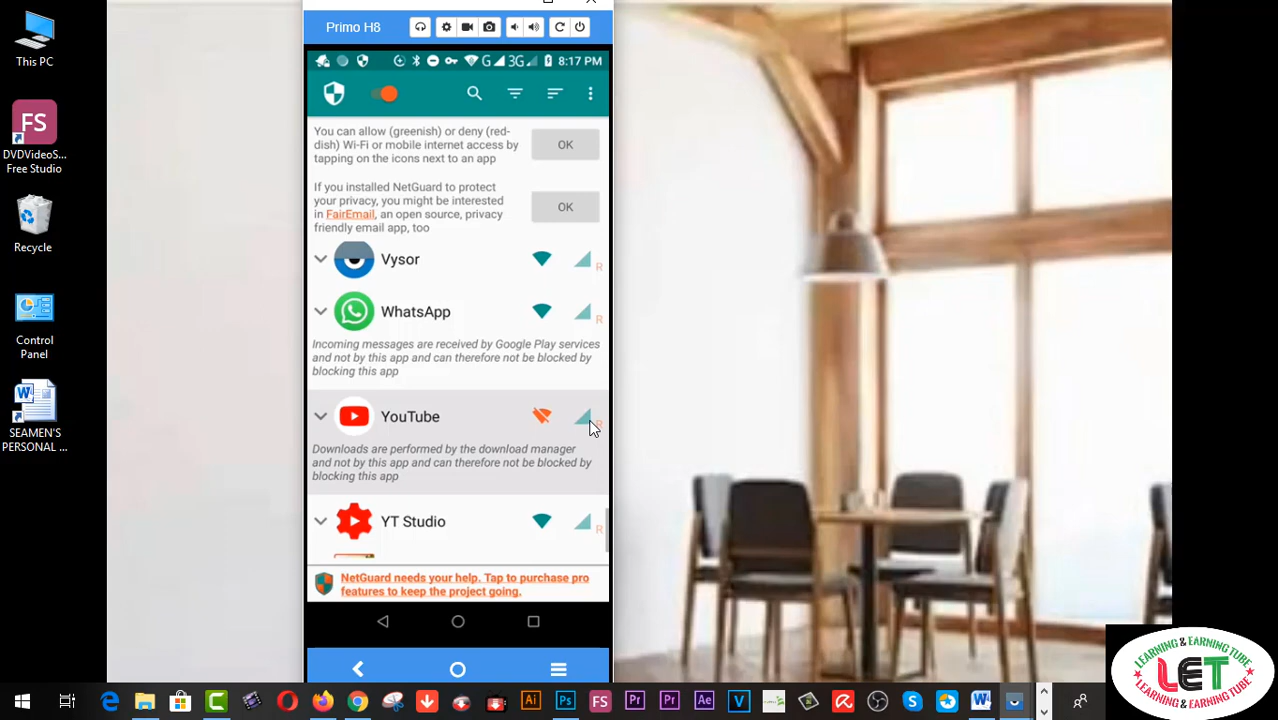 This PC
FS
DVDVideoS...
Free Studio
Recycle
Control
Panel
SEAMEN'S
PERSONAL ...
Primo H8
G 3G 8:17 PM
You can allow (greenish) or deny (red-
dish) Wi-Fi or mobile internet access by
tapping on the icons next to an app
OK
If you installed NetGuard to protect
your privacy, you might be interested
in FairEmail, an open source, privacy
friendly email app, too
OK
Vysor
R
WhatsApp
R
Incoming messages are received by Google Play services
and not by this app and can therefore not be blocked by
blocking this app
YouTube
R
Downloads are performed by the download manager
and not by this app and can therefore not be blocked by
blocking this app
YT Studio
R
NetGuard needs your help. Tap to purchase pro
features to keep the project going.
LEARNING & EARNING TUBE
LET
LEARNING & EARNING TUBE
FS
Ai
Ps
Pr
Pr
Ae
V
S
W